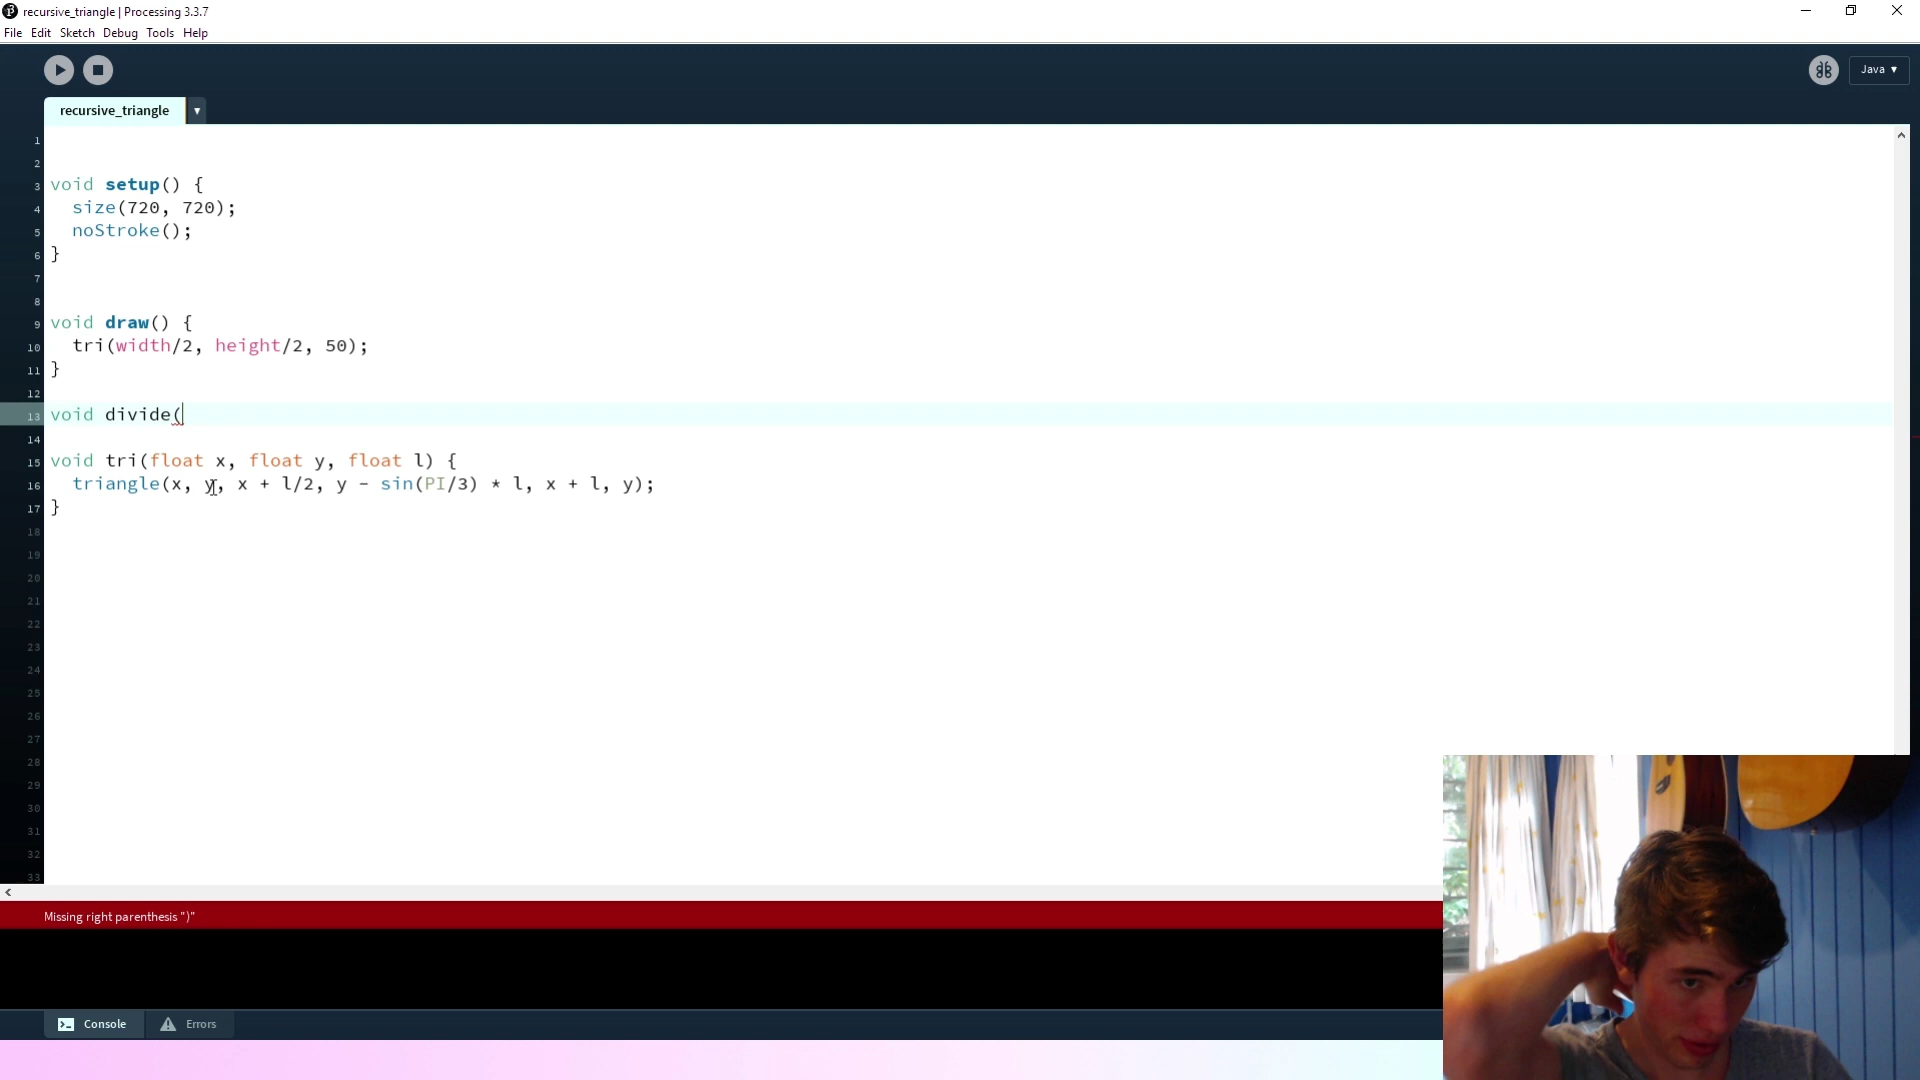 recursive_triangle | Processing 3.3.7
File Edit Sketch Debug Tools Help
Java ▼
recursive_triangle ▼
1
2
3 void setup() {
4   size(720, 720);
5   noStroke();
6 }
7
8
9 void draw() {
10   tri(width/2, height/2, 50);
11 }
12
13 void divide(
14
15 void tri(float x, float y, float l) {
16   triangle(x, y, x + l/2, y - sin(PI/3) * l, x + l, y);
17 }
18
19
20
21
22
23
24
25
26
27
28
29
30
31
32
33
Missing right parenthesis ")"
Console Errors